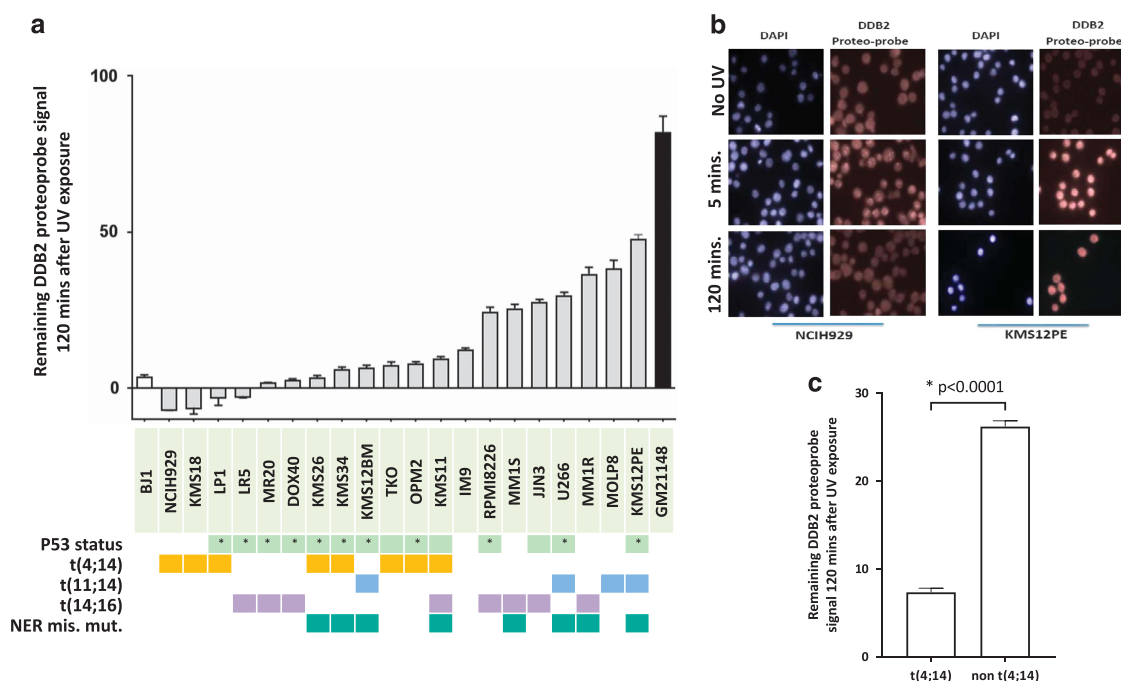 a
Remaining DDB2 proteoprobe signal
120 mins after UV exposure
100
50
0
BJ1
NCIH929
KMS18
LP1
LR5
MR20
DOX40
KMS26
KMS34
KMS12BM
TKO
OPM2
KMS11
IM9
RPMI8226
MM1S
JJN3
U266
MM1R
MOLP8
KMS12PE
GM21148
P53 status
* * * * * * * * * * *
t(4;14)
t(11;14)
t(14;16)
NER mis. mut.
b
DAPI
DDB2
Proteo-probe
DAPI
DDB2
Proteo-probe
No UV
5 mins.
120 mins.
NCIH929
KMS12PE
c
Remaining DDB2 proteoprobe
signal 120 mins after UV exposure
* p<0.0001
30
20
10
0
t(4;14)
non t(4;14)